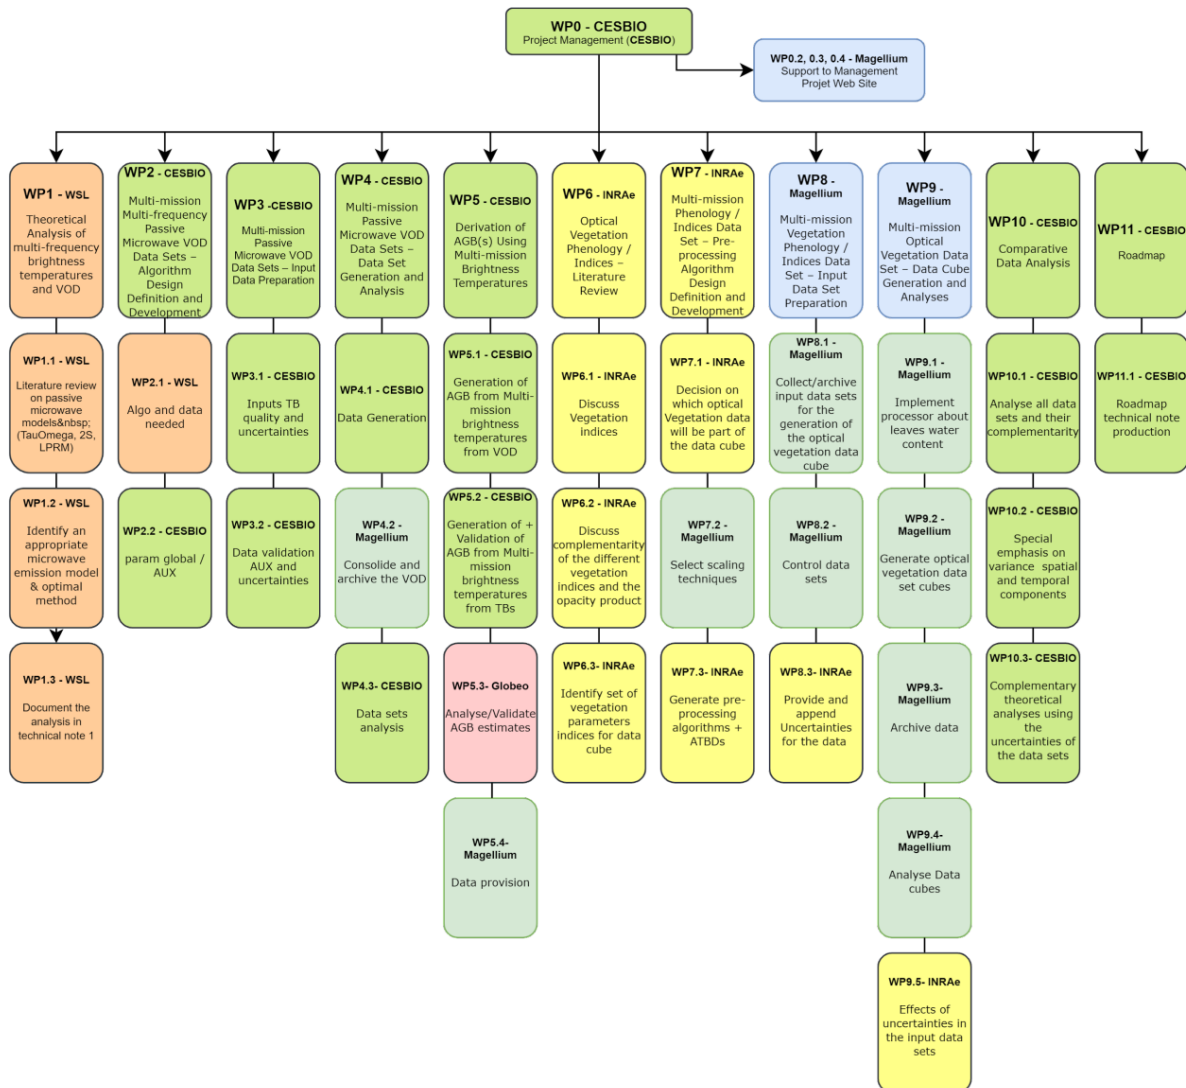 WP0 - CESBIO
Project Management (CESBIO)
WP0.2, 0.3, 0.4 - Magellium
Support to Management
Projet Web Site
WP1 - WSL
Theoretical
Analysis of
multi-frequency
brightness
temperatures
and VOD
WP1.1 - WSL
Literature review
on passive
microwave
models&nbsp;
(TauOmega, 2S,
LPRM)
WP1.2 - WSL
Identify an
appropriate
microwave
emission model
& optimal
method
WP1.3 - WSL
Document the
analysis in
technical note 1
WP2 - CESBIO
Multi-mission
Multi-frequency
Passive
Microwave VOD
Data Sets –
Algorithm
Design
Definition and
Development
WP2.1 - WSL
Algo and data
needed
WP2.2 - CESBIO
param global /
AUX
WP3 -CESBIO
Multi-mission
Passive
Microwave VOD
Data Sets – Input
Data Preparation
WP3.1 - CESBIO
Inputs TB
quality and
uncertainties
WP3.2 - CESBIO
Data validation
AUX and
uncertainties
WP4 - CESBIO
Multi-mission
Passive
Microwave VOD
Data Sets –
Data Set
Generation and
Analysis
WP4.1 - CESBIO
Data Generation
WP4.2 -
Magellium
Consolide and
archive the VOD
WP4.3- CESBIO
Data sets
analysis
WP5 - CESBIO
Derivation of
AGB(s) Using
Multi-mission
Brightness
Temperatures
WP5.1 - CESBIO
Generation of
AGB from Multi-
mission
brightness
temperatures
from VOD
WP5.2 - CESBIO
Generation of +
Validation of
AGB from Multi-
mission
brightness
temperatures
from TBs
WP5.3- Globeo
Analyse/Validate
AGB estimates
WP5.4-
Magellium
Data provision
WP6 - INRAe
Optical
Vegetation
Phenology /
Indices –
Literature
Review
WP6.1 - INRAe
Discuss
Vegetation
indices
WP6.2 - INRAe
Discuss
complementarity
of the different
vegetation
indices and the
opacity product
WP6.3- INRAe
Identify set of
vegetation
parameters
indices for data
cube
WP7 - INRAe
Multi-mission
Phenology /
Indices Data
Set – Pre-
processing
Algorithm
Design
Definition and
Development
WP7.1 - INRAe
Decision on
which optical
Vegetation data
will be part of
the data cube
WP7.2 -
Magellium
Select scaling
techniques
WP7.3- INRAe
Generate pre-
processing
algorithms +
ATBDs
WP8 -
Magellium
Multi-mission
Vegetation
Phenology /
Indices Data
Set – Input
Data Set
Preparation
WP8.1 -
Magellium
Collect/archive
input data sets
for the
generation of
the optical
vegetation data
cube
WP8.2 -
Magellium
Control data
sets
WP8.3- INRAe
Provide and
append
Uncertainties
for the data
WP9 -
Magellium
Multi-mission
Optical
Vegetation Data
Set – Data Cube
Generation and
Analyses
WP9.1 -
Magellium
Implement
processor about
leaves water
content
WP9.2 -
Magellium
Generate optical
vegetation data
set cubes
WP9.3-
Magellium
Archive data
WP9.4-
Magellium
Analyse Data
cubes
WP9.5- INRAe
Effects of
uncertainties in
the input data
sets
WP10 - CESBIO
Comparative
Data Analysis
WP10.1 - CESBIO
Analyse all data
sets and their
complementarity
WP10.2 - CESBIO
Special
emphasis on
variance spatial
and temporal
components
WP10.3- CESBIO
Complementary
theoretical
analyses using
the
uncertainties of
the data sets
WP11 - CESBIO
Roadmap
WP11.1 - CESBIO
Roadmap
technical note
production